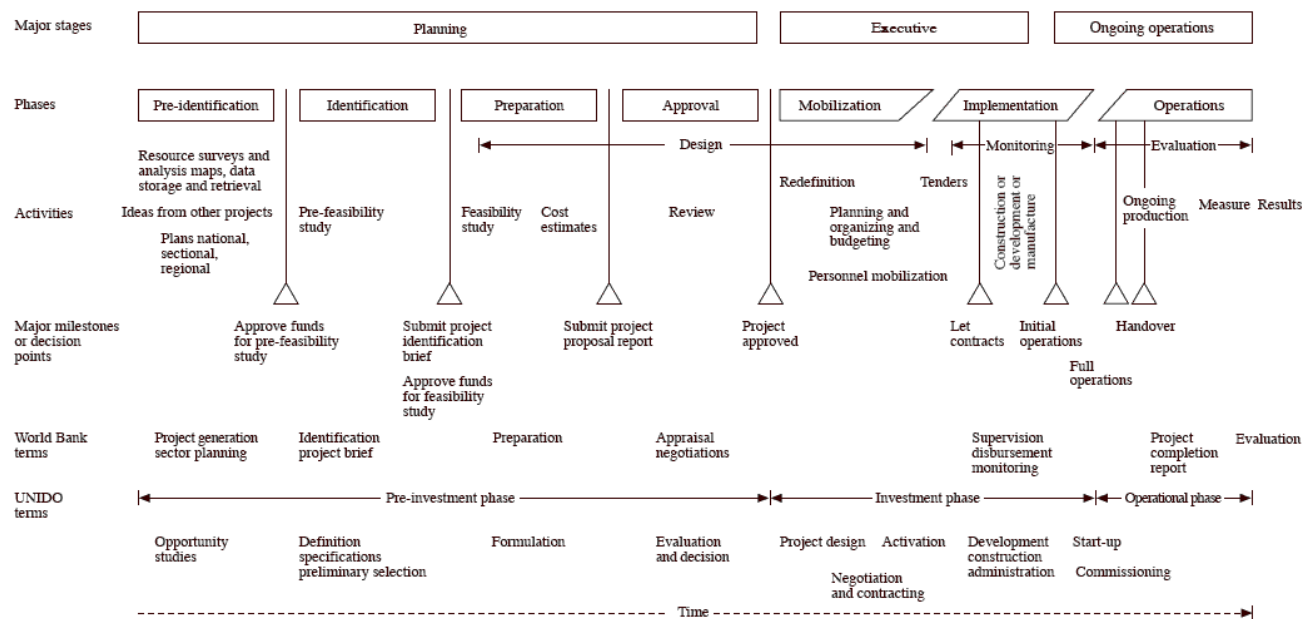 Major stages
Planning
Executive
Ongoing operations
Phases
Pre-identification
Identification
Preparation
Approval
Mobilization
Implementation
Operations
Design
Monitoring
Evaluation
Activities
Resource surveys and
analysis maps, data
storage and retrieval
Ideas from other projects
Plans national,
sectional,
regional
Pre-feasibility
study
Feasibility
study
Cost
estimates
Review
Redefinition
Planning and
organizing and
budgeting
Personnel mobilization
Tenders
Construction or
development or
manufacture
Ongoing
production
Measure
Results
Major milestones
or decision
points
Approve funds
for pre-feasibility
study
Submit project
identification
brief
Approve funds
for feasibility
study
Submit project
proposal report
Project
approved
Let
contracts
Initial
operations
Full
operations
Handover
World Bank
terms
Project generation
sector planning
Identification
project brief
Preparation
Appraisal
negotiations
Supervision
disbursement
monitoring
Project
completion
report
Evaluation
UNIDO
terms
Pre-investment phase
Investment phase
Operational phase
Opportunity
studies
Definition
specifications
preliminary selection
Formulation
Evaluation
and decision
Project design
Activation
Negotiation
and contracting
Development
construction
administration
Start-up
Commissioning
Time